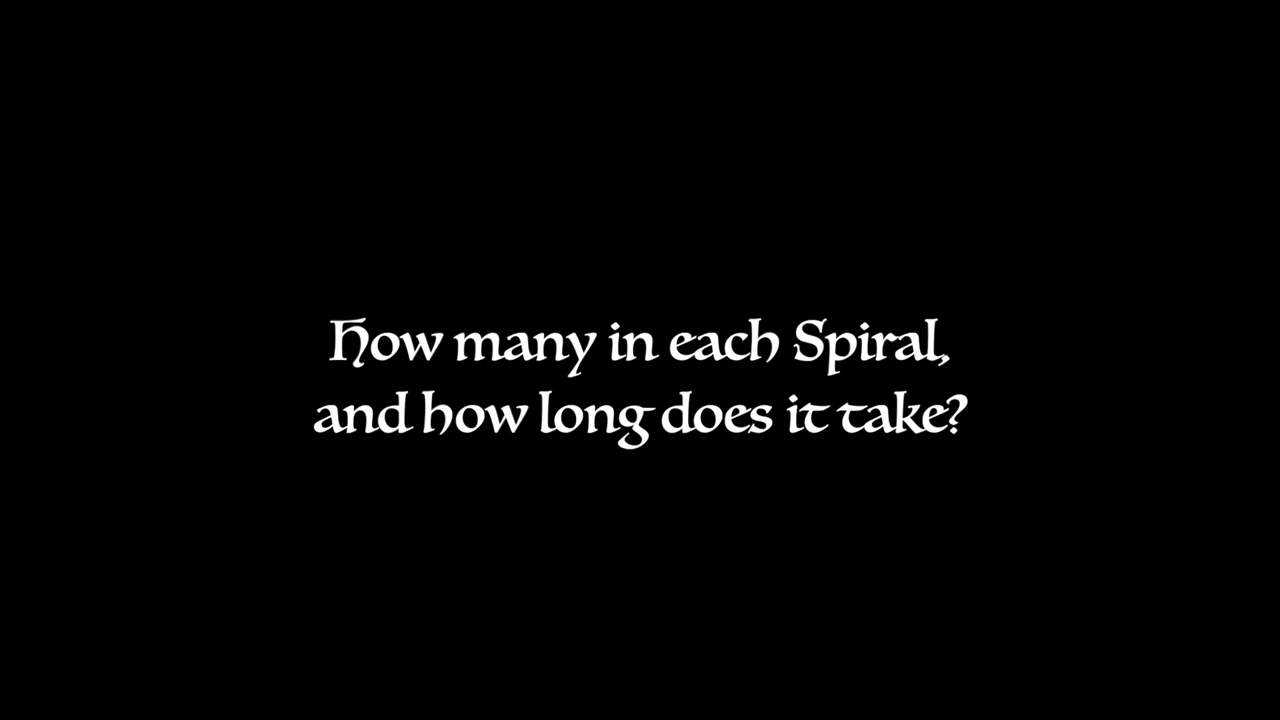 How many in each Spiral,
and how long does it take?